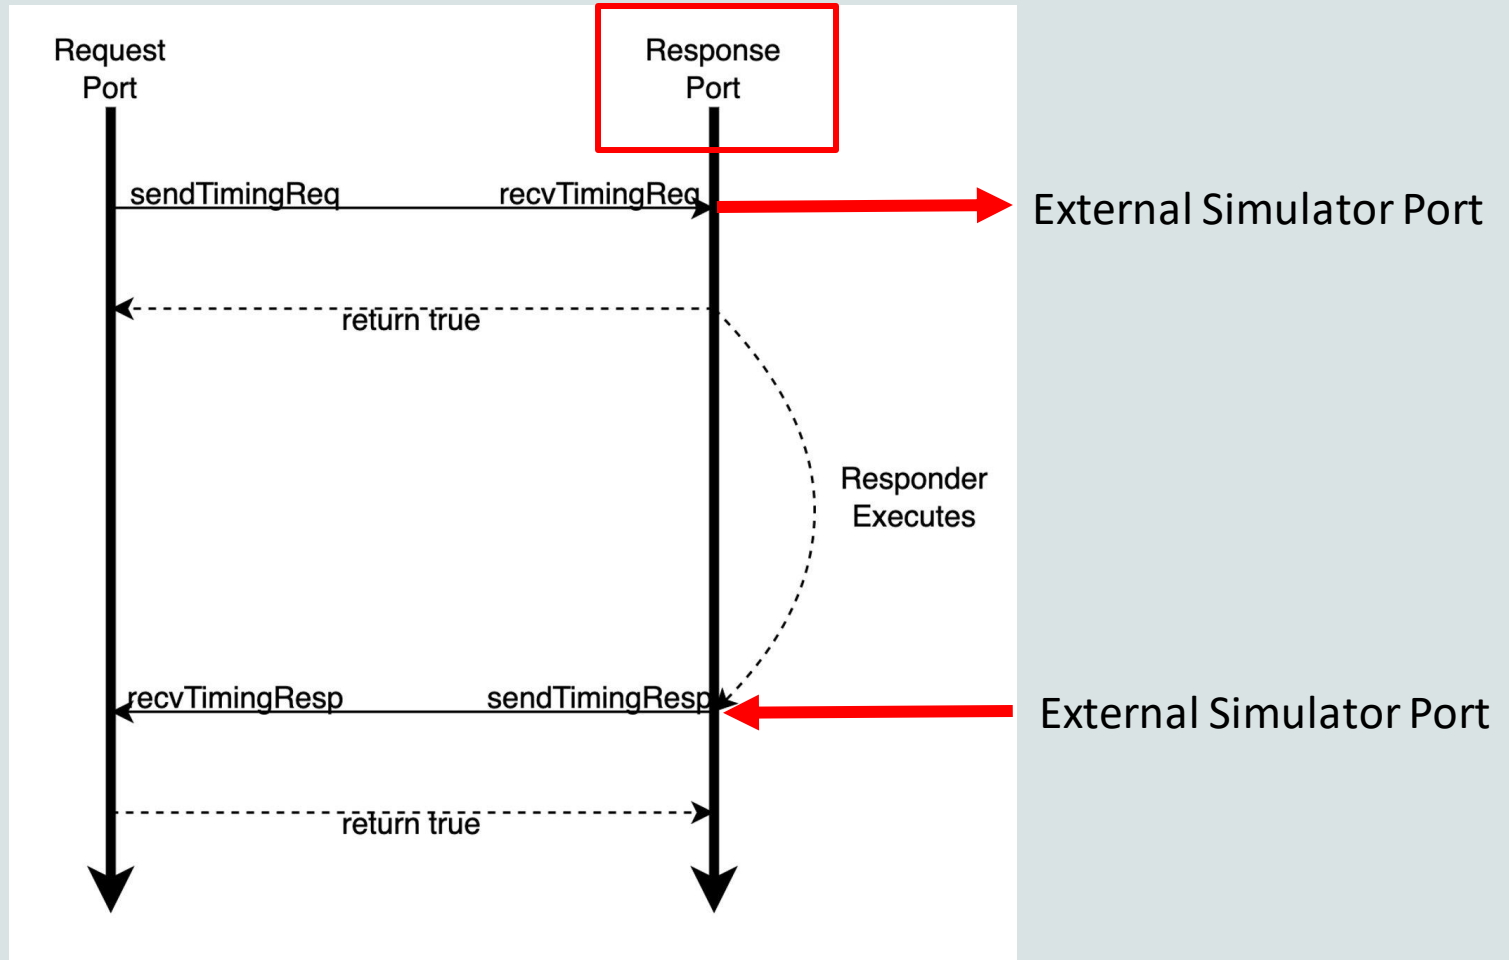 Request
Port
Response
Port
sendTimingReq
recvTimingReq
External Simulator Port
return true
Responder
Executes
recvTimingResp
sendTimingResp
External Simulator Port
return true